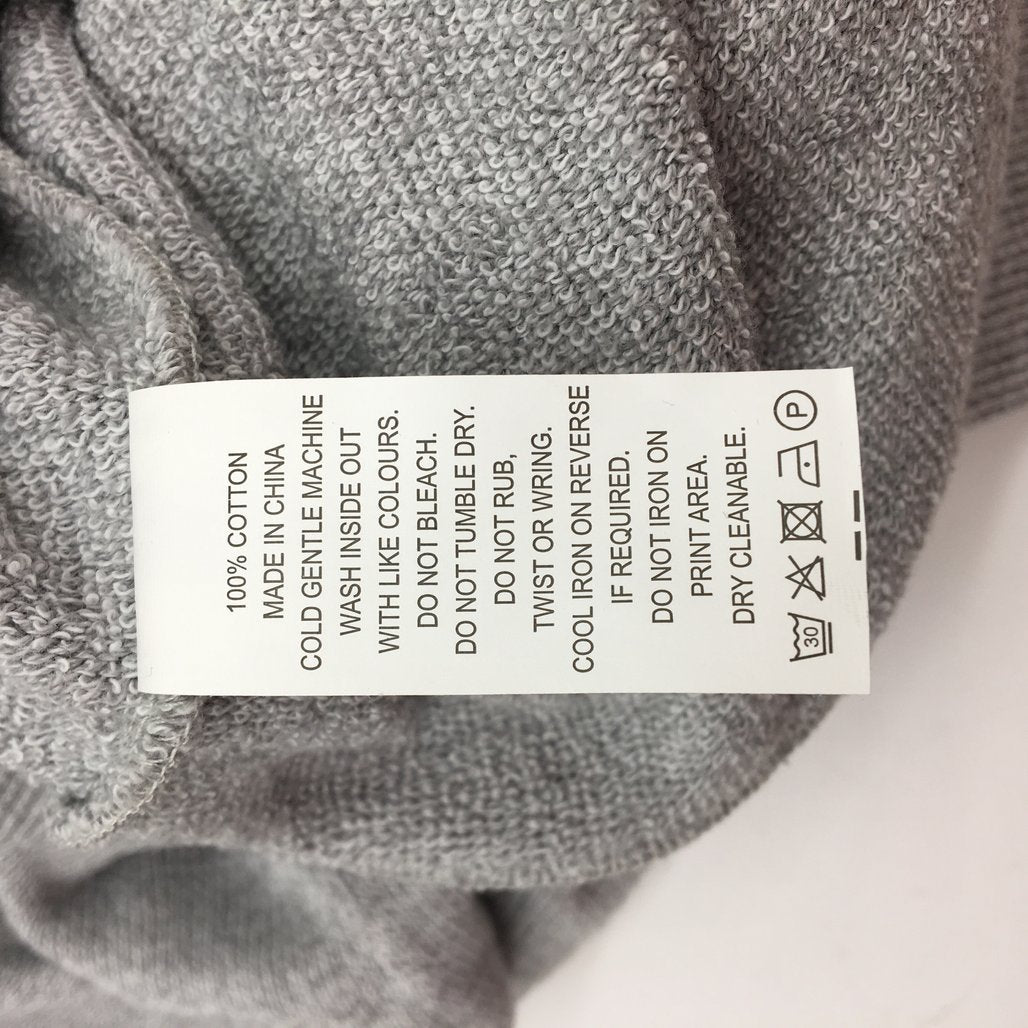 100% COTTON
MADE IN CHINA
COLD GENTLE MACHINE
WASH INSIDE OUT
WITH LIKE COLOURS.
DO NOT BLEACH.
DO NOT TUMBLE DRY.
DO NOT RUB,
TWIST OR WRING.
COOL IRON ON REVERSE
IF REQUIRED.
DO NOT IRON ON
PRINT AREA.
DRY CLEANABLE.
30 P